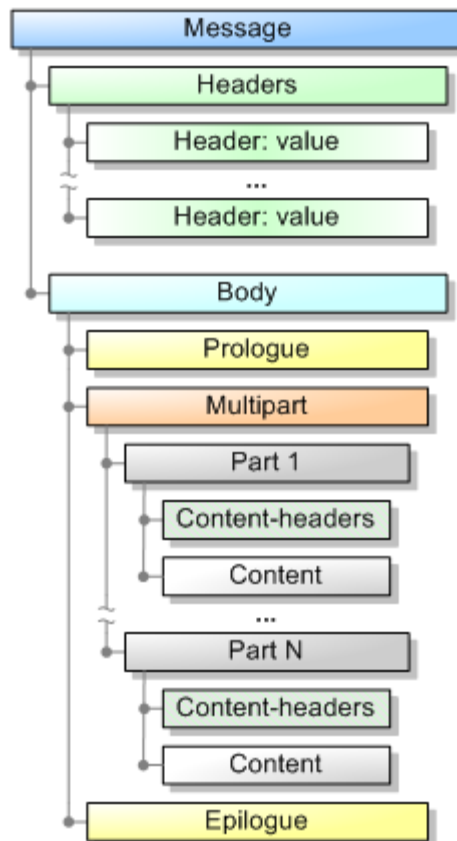 Message
Headers
Header: value
...
Header: value
Body
Prologue
Multipart
Part 1
Content-headers
Content
...
Part N
Content-headers
Content
Epilogue